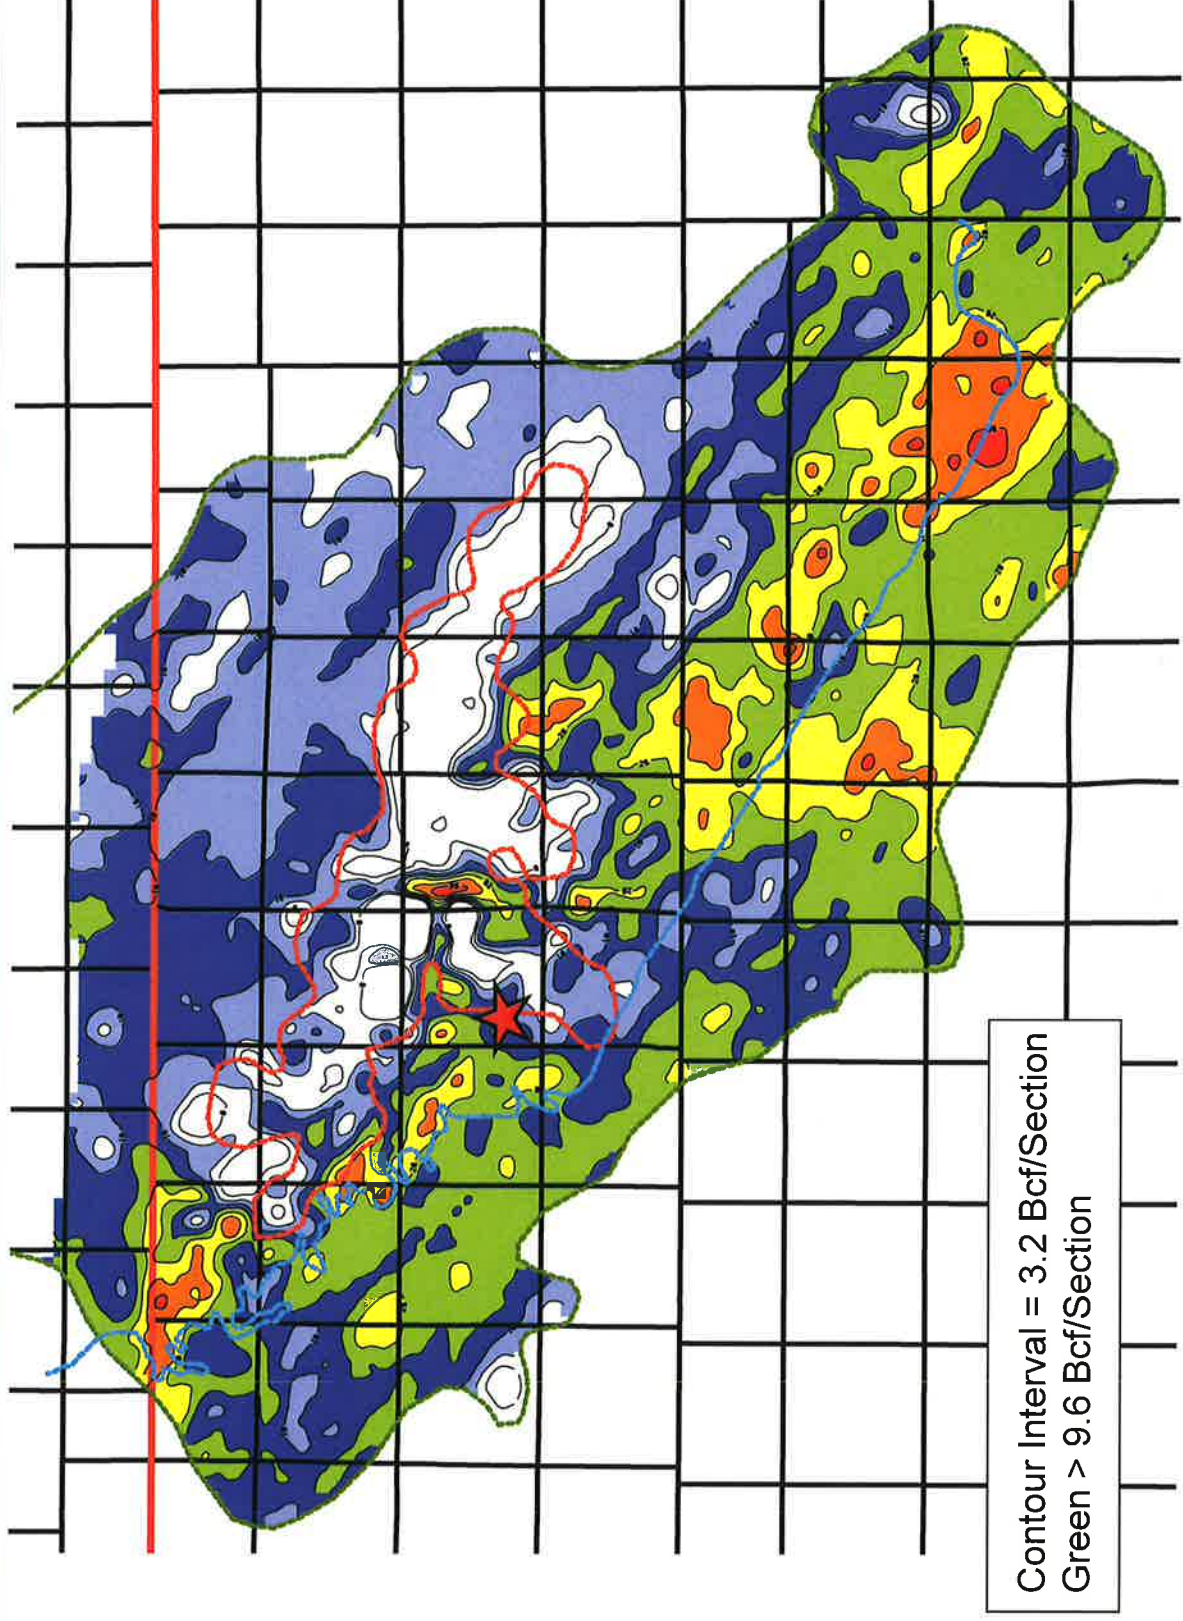 Contour Interval = 3.2 Bcf/Section
Green > 9.6 Bcf/Section